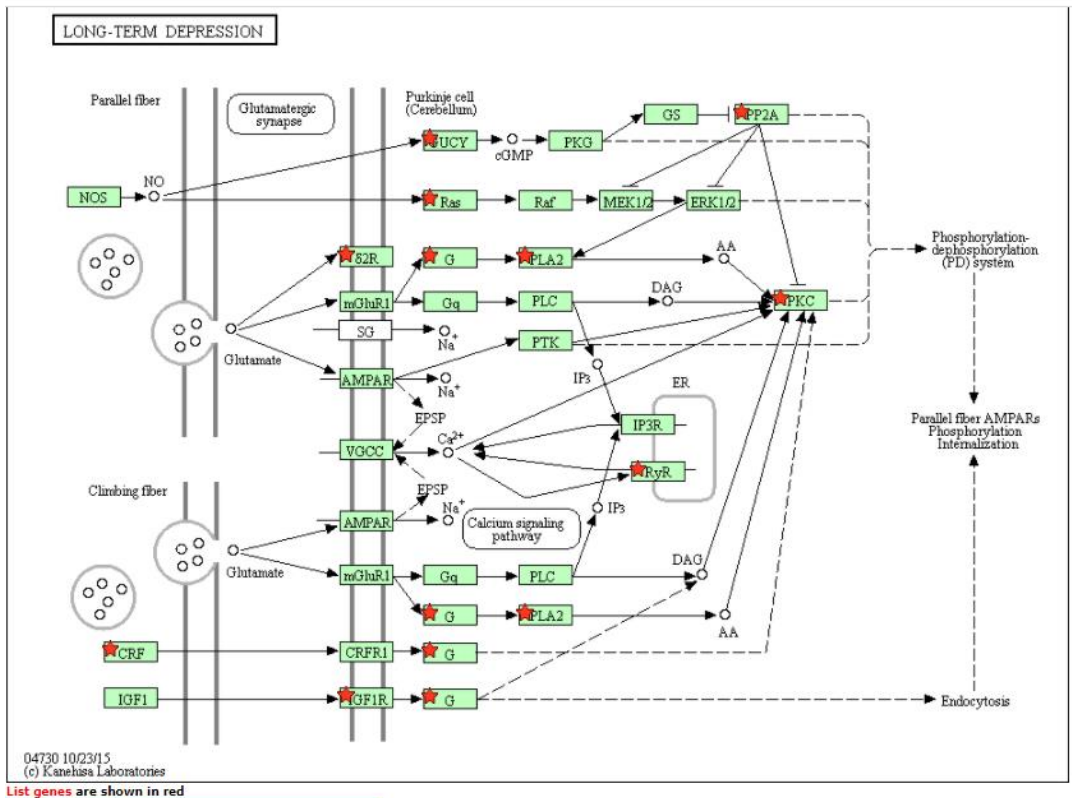 LONG-TERM DEPRESSION
Parallel fiber
Glutamatergic
synapse
Purkinje cell
(Cerebellum)
GS
PP2A
GUCY
cGMP
PKG
NO
NOS
Ras
Raf
MEK1/2
ERK1/2
δ2R
G
PLA2
AA
Phosphorylation-
dephosphorylation
(PD) system
mGluR1
Gq
PLC
DAG
PKC
SG
Na+
PTK
Glutamate
AMPAR
Na+
IP3
ER
EPSP
IP3R
Parallel fiber AMPARs
Phosphorylation
Internalization
VGCC
Ca2+
RyR
Climbing fiber
EPSP
Na+
IP3
AMPAR
Calcium signaling
pathway
Glutamate
mGluR1
Gq
PLC
DAG
G
PLA2
AA
CRF
CRFR1
G
IGF1
IGF1R
G
Endocytosis
04730 10/23/15
(c) Kanehisa Laboratories
List genes are shown in red